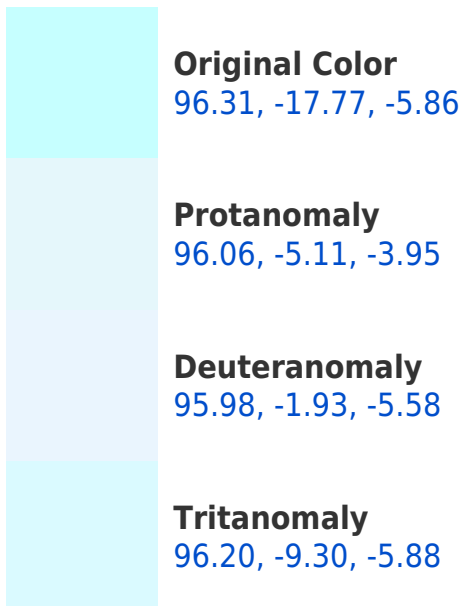 Original Color
96.31, -17.77, -5.86
Protanomaly
96.06, -5.11, -3.95
Deuteranomaly
95.98, -1.93, -5.58
Tritanomaly
96.20, -9.30, -5.88